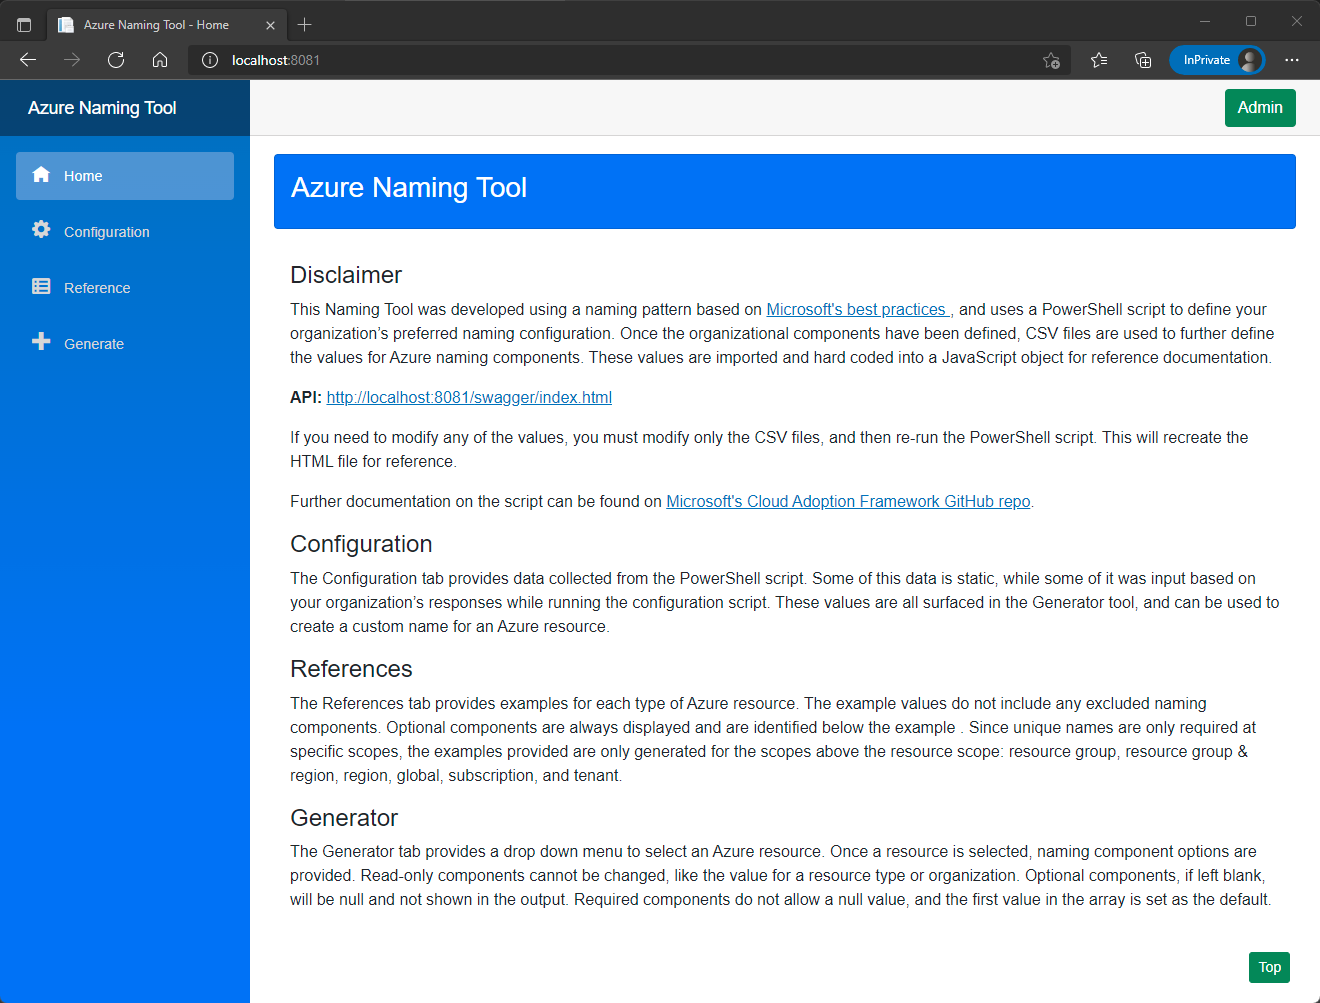 Azure Naming Tool - Home
localhost:8081
InPrivate
Azure Naming Tool
Admin
Home
Configuration
Reference
Generate
Azure Naming Tool
Disclaimer
This Naming Tool was developed using a naming pattern based on Microsoft's best practices , and uses a PowerShell script to define your
organization’s preferred naming configuration. Once the organizational components have been defined, CSV files are used to further define
the values for Azure naming components. These values are imported and hard coded into a JavaScript object for reference documentation.
API: http://localhost:8081/swagger/index.html
If you need to modify any of the values, you must modify only the CSV files, and then re-run the PowerShell script. This will recreate the
HTML file for reference.
Further documentation on the script can be found on Microsoft's Cloud Adoption Framework GitHub repo.
Configuration
The Configuration tab provides data collected from the PowerShell script. Some of this data is static, while some of it was input based on
your organization’s responses while running the configuration script. These values are all surfaced in the Generator tool, and can be used to
create a custom name for an Azure resource.
References
The References tab provides examples for each type of Azure resource. The example values do not include any excluded naming
components. Optional components are always displayed and are identified below the example . Since unique names are only required at
specific scopes, the examples provided are only generated for the scopes above the resource scope: resource group, resource group &
region, region, global, subscription, and tenant.
Generator
The Generator tab provides a drop down menu to select an Azure resource. Once a resource is selected, naming component options are
provided. Read-only components cannot be changed, like the value for a resource type or organization. Optional components, if left blank,
will be null and not shown in the output. Required components do not allow a null value, and the first value in the array is set as the default.
Top